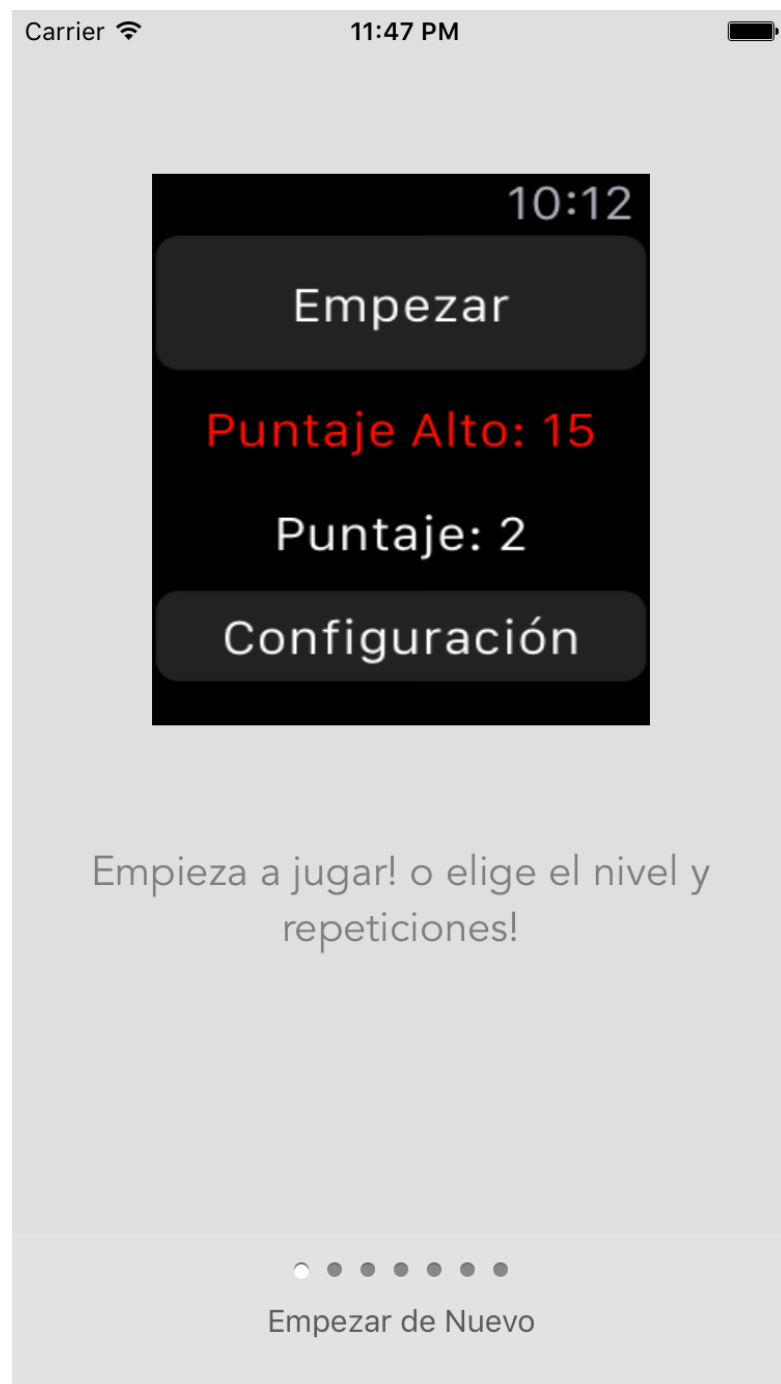 Carrier 11:47 PM
10:12
Empezar
Puntaje Alto: 15
Puntaje: 2
Configuración
Empieza a jugar! o elige el nivel y
repeticiones!
Empezar de Nuevo